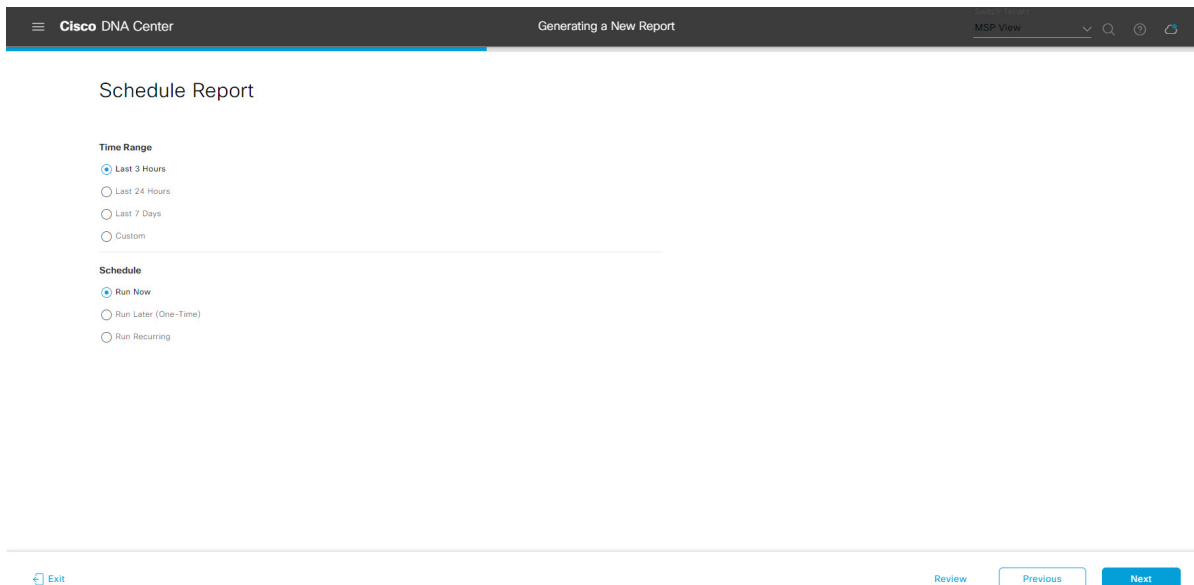 Cisco DNA Center
Generating a New Report
MSP View
Schedule Report
Time Range
Last 3 Hours
Last 24 Hours
Last 7 Days
Custom
Schedule
Run Now
Run Later (One-Time)
Run Recurring
Exit
Review
Previous
Next